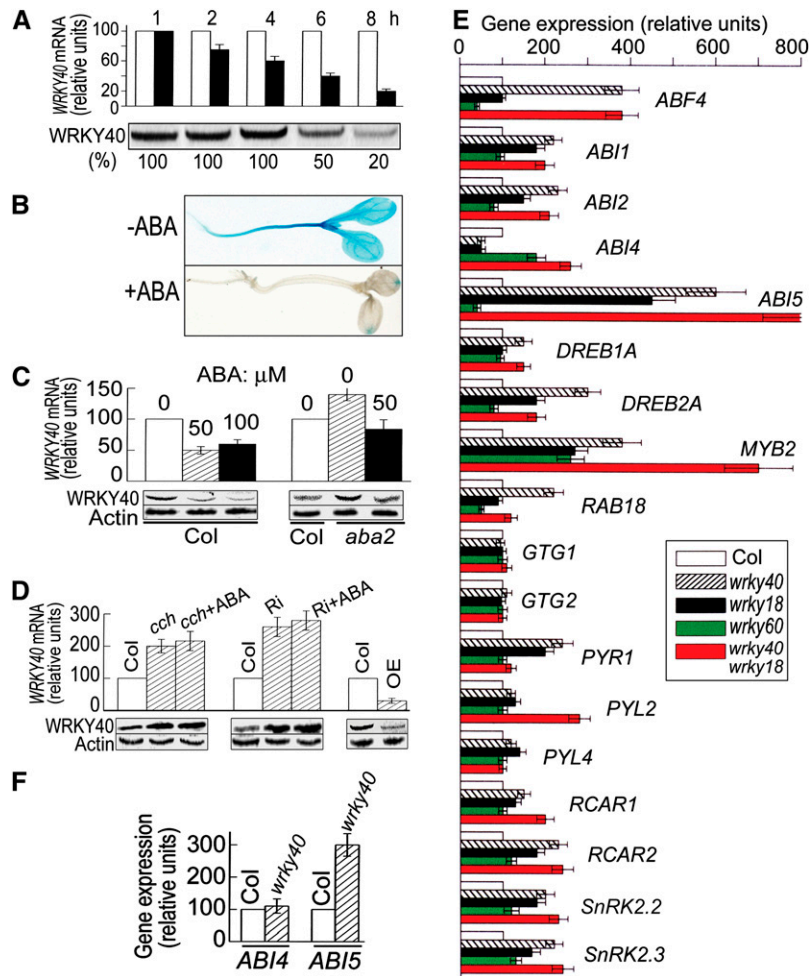 A
WRKY40 mRNA
(relative units)
100
80
60
40
20
0
1 2 4 6 8 h
WRKY40
(%) 100 100 100 50 20
B
-ABA
+ABA
C
WRKY40 mRNA
(relative units)
150
100
50
ABA: µM
0 50 100 0 0 50
WRKY40
Actin
Col Col aba2
D
WRKY40 mRNA
(relative units)
300
200
100
Col cch cch+ABA Col Ri Ri+ABA Col OE
WRKY40
Actin
F
Gene expression
(relative units)
300
200
100
0
Col wrky40 Col wrky40
ABI4 ABI5
E
Gene expression (relative units)
0 200 400 600 800
ABF4
ABI1
ABI2
ABI4
ABI5
DREB1A
DREB2A
MYB2
RAB18
GTG1
GTG2
PYR1
PYL2
PYL4
RCAR1
RCAR2
SnRK2.2
SnRK2.3
Col
wrky40
wrky18
wrky60
wrky40
wrky18